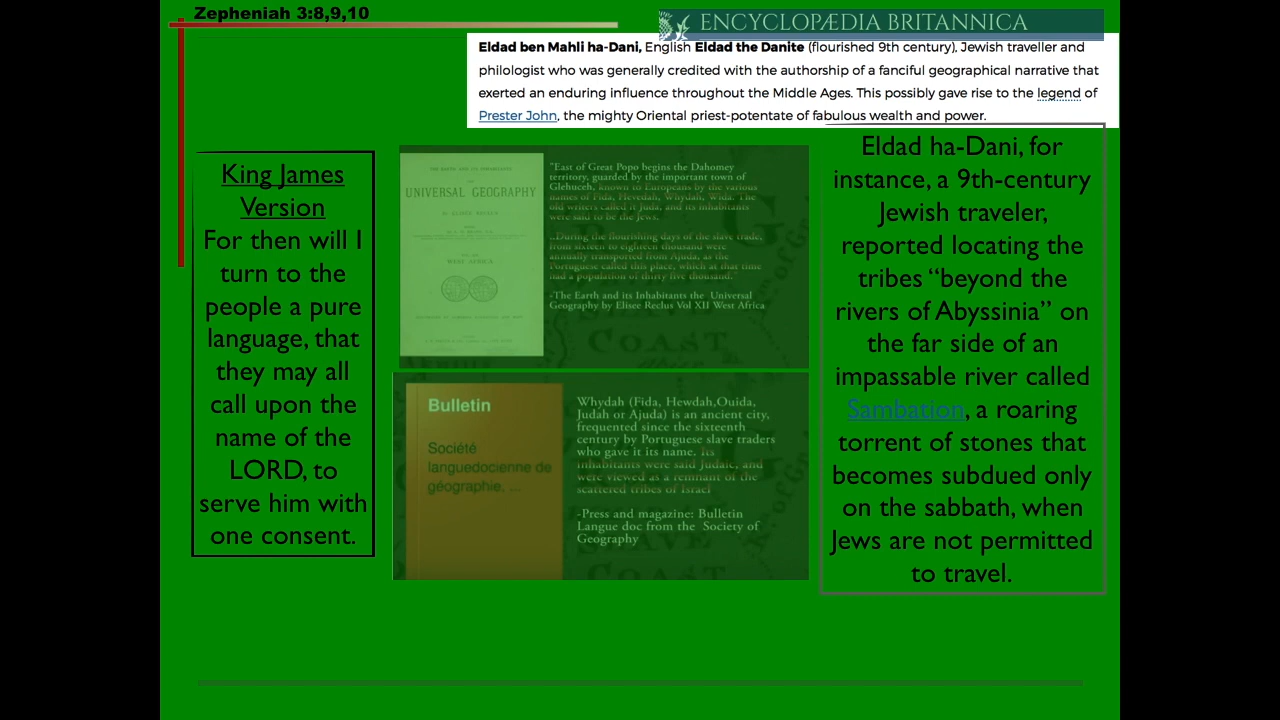 Zepheniah 3:8,9,10
ENCYCLOPÆDIA BRITANNICA
Eldad ben Mahli ha-Dani, English Eldad the Danite (flourished 9th century), Jewish traveller and
philologist who was generally credited with the authorship of a fanciful geographical narrative that
exerted an enduring influence throughout the Middle Ages. This possibly gave rise to the legend of
Prester John, the mighty Oriental priest-potentate of fabulous wealth and power.
King James
Version
For then will I
turn to the
people a pure
language, that
they may all
call upon the
name of the
LORD, to
serve him with
one consent.
UNIVERSAL GEOGRAPHY
WEST AFRICA
"East of Great Popo begins the Dahomey
territory, guarded by the important town of
Glehuceh, known to Europeans by the various
names of Fida, Hevedah, Whydah, Wida. The
old writers called it Juda, and its inhabitants
were said to be the Jews.
..During the flourishing days of the slave trade,
from sixteen to eighteen thousand were
annually transported from Ajuda, as the
Portuguese called this place, which at that time
had a population of thirty five thousand."
-The Earth and its Inhabitants the Universal
Geography by Elisee Reclus Vol XII West Africa
COAST
Bulletin
Société
languedocienne de
géographie. ...
Whydah (Fida, Hewdah,Ouida,
Judah or Ajuda) is an ancient city,
frequented since the sixteenth
century by Portuguese slave traders
who gave it its name. Its
inhabitants were said Judaic, and
were viewed as a remnant of the
scattered tribes of Israel
-Press and magazine: Bulletin
Langue doc from the Society of
Geography
Eldad ha-Dani, for
instance, a 9th-century
Jewish traveler,
reported locating the
tribes “beyond the
rivers of Abyssinia” on
the far side of an
impassable river called
Sambation, a roaring
torrent of stones that
becomes subdued only
on the sabbath, when
Jews are not permitted
to travel.